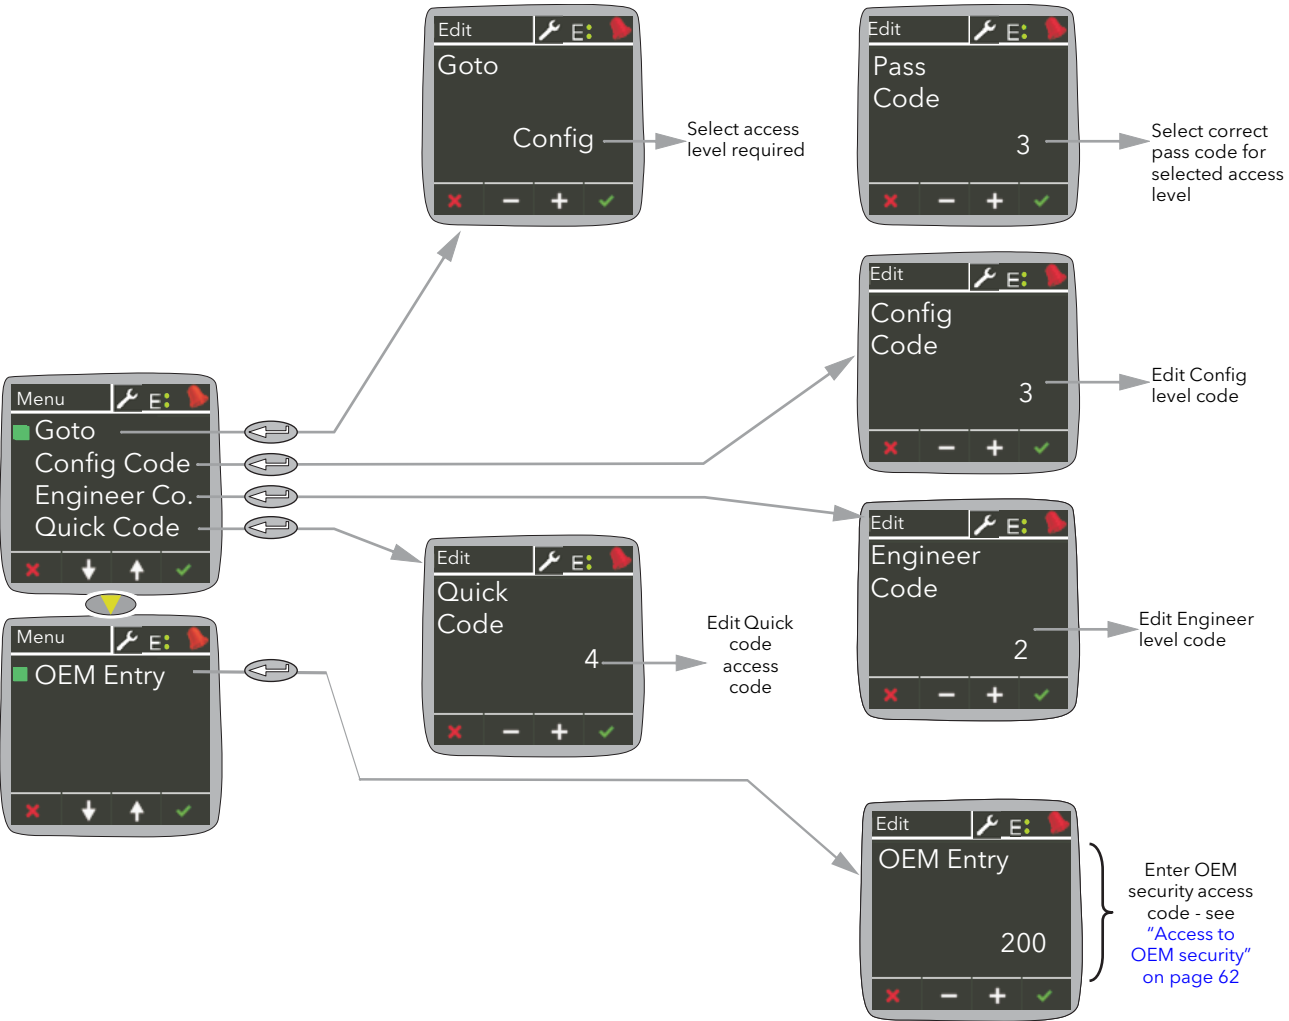 Edit E:
Goto
Config
Select access
level required
Edit E:
Pass
Code
3
Select correct
pass code for
selected access
level
Edit E:
Config
Code
3
Edit Config
level code
Menu E:
Goto
Config Code
Engineer Co.
Quick Code
Edit E:
Engineer
Code
2
Edit Engineer
level code
Edit E:
Quick
Code
4
Edit Quick
code
access
code
Menu E:
OEM Entry
Edit E:
OEM Entry
200
Enter OEM
security access
code - see
“Access to
OEM security”
on page 62